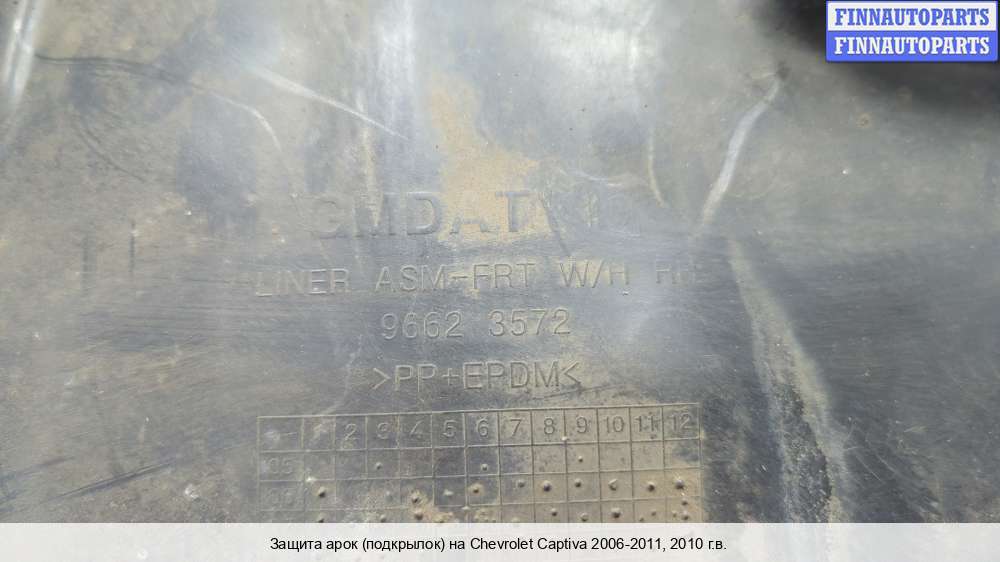 FINNAUTOPARTS
FINNAUTOPARTS
GMDAT
LINER ASM-FRT W/H
9662 3572
>PP+EPDM<
1 2 3 4 5 6 7 8 9 10 11 12
05
Защита арок (подкрылок) на Chevrolet Captiva 2006-2011, 2010 г.в.